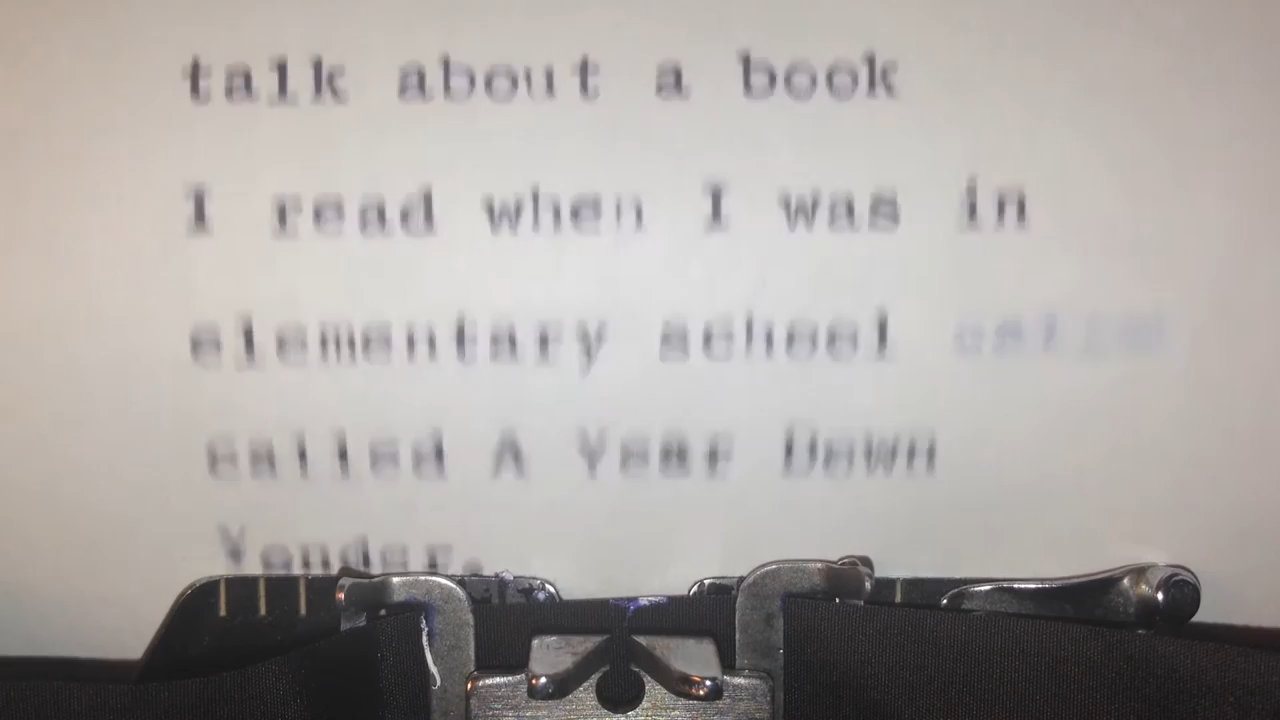 talk about a book
I read when I was in
elementary school
called A Year Down
Yonder.